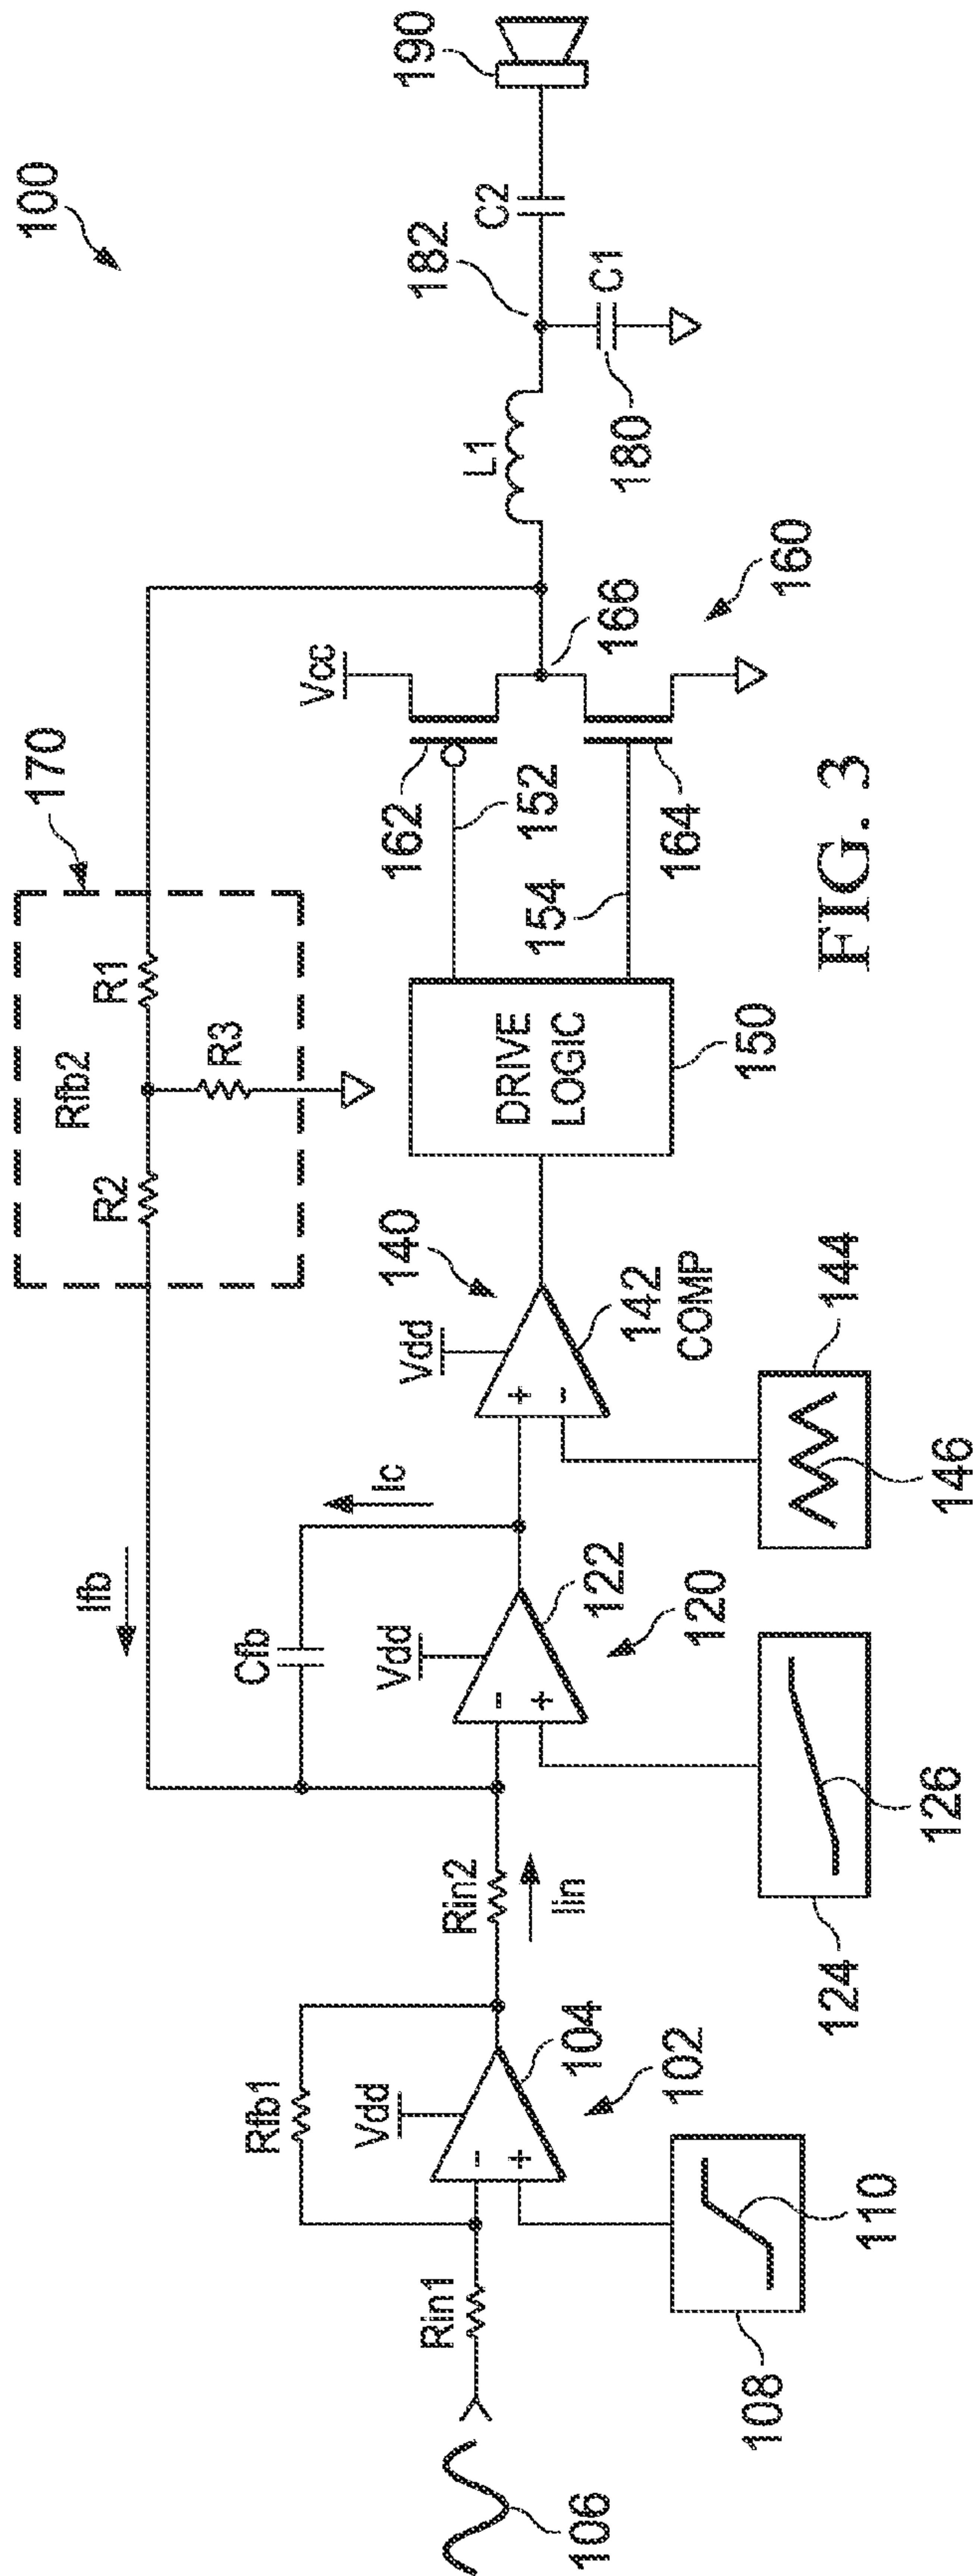 100
170
Rfb2
R2
R1
R3
Ifb
Cfb
Ic
Vcc
162
152
166
L1
182
C2
190
Rfb1
Vdd
Rin1
Rin2
Iin
Vdd
Vdd
140
DRIVE
LOGIC
154
164
160
180
C1
-
+
-
+
+
-
106
104
102
122
120
142
COMP
150
108
110
124
126
146
144
FIG. 3